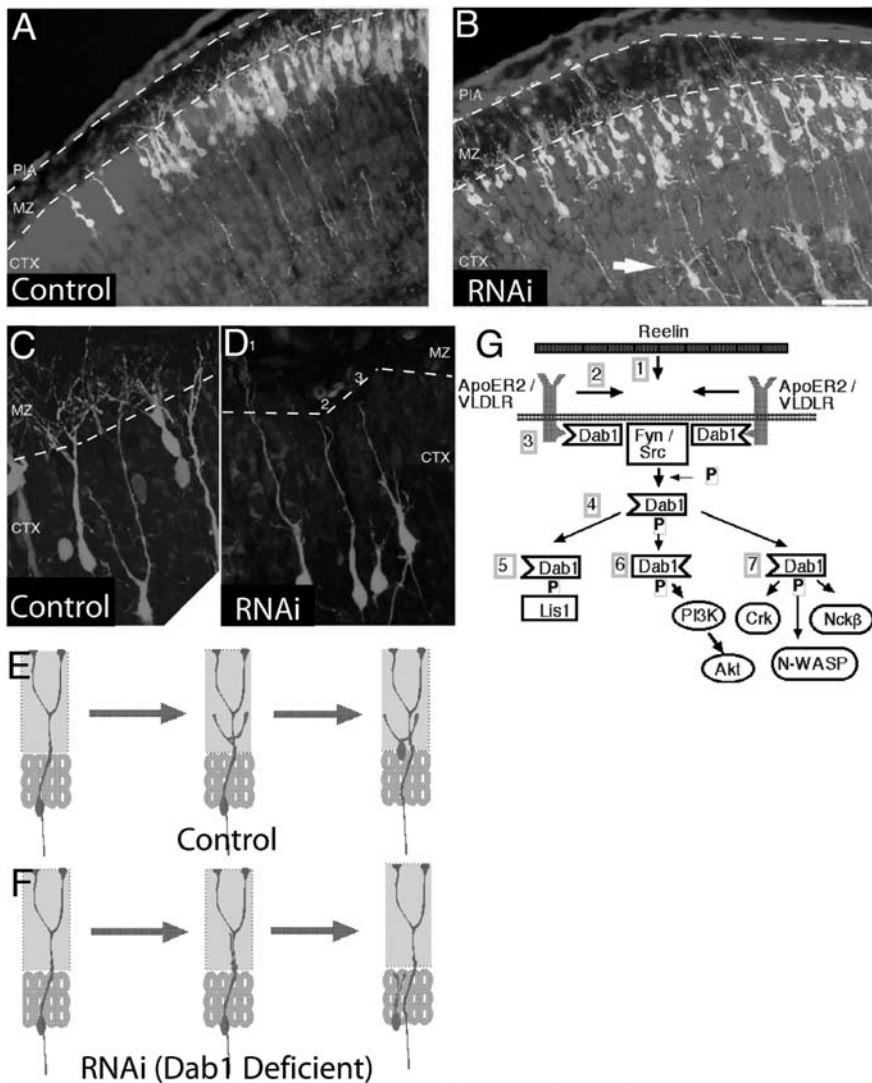 A
PIA
MZ
CTX
Control
B
PIA
MZ
CTX
RNAi
C
MZ
CTX
Control
D
1
2
3
MZ
CTX
RNAi
G
Reelin
1
2
ApoER2 /
VLDLR
ApoER2 /
VLDLR
3
Dab1
Fyn /
Src
Dab1
P
4
Dab1
P
5
Dab1
P
Lis1
6
Dab1
P
PI3K
Akt
7
Dab1
P
Crk
Nckβ
N-WASP
E
Control
F
RNAi (Dab1 Deficient)